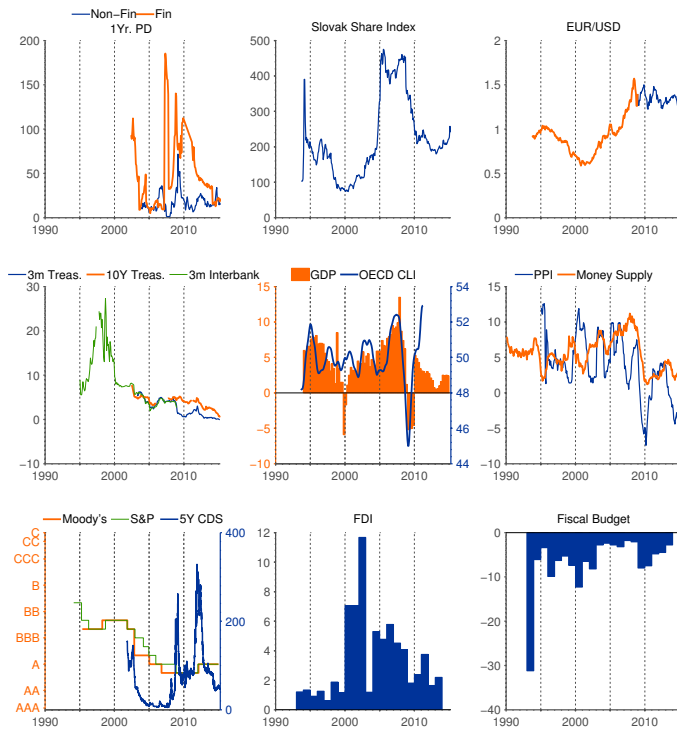 Non-Fin Fin
1Yr. PD
200
150
100
50
0
1990 2000 2010
Slovak Share Index
500
400
300
200
100
0
1990 2000 2010
EUR/USD
2
1.5
1
0.5
0
1990 2000 2010
3m Treas. 10Y Treas. 3m Interbank
30
20
10
0
−10
1990 2000 2010
GDP OECD CLI
15 54
10 52
5 50
0 48
−5 46
−10 44
1990 2000 2010
PPI Money Supply
15
10
5
0
−5
−10
1990 2000 2010
Moody's S&P 5Y CDS
C 400
CC
CCC
B
BB 200
BBB
A
AA
AAA 0
1990 2000 2010
FDI
12
10
8
6
4
2
0
1990 2000 2010
Fiscal Budget
0
−10
−20
−30
−40
1990 2000 2010